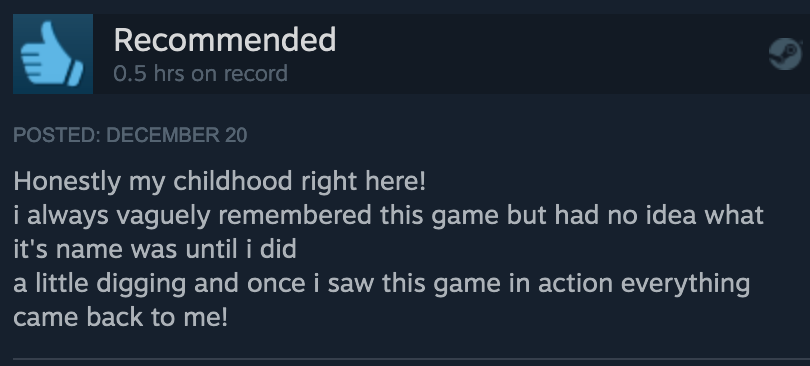 Recommended
0.5 hrs on record
POSTED: DECEMBER 20
Honestly my childhood right here!
i always vaguely remembered this game but had no idea what
it's name was until i did
a little digging and once i saw this game in action everything
came back to me!